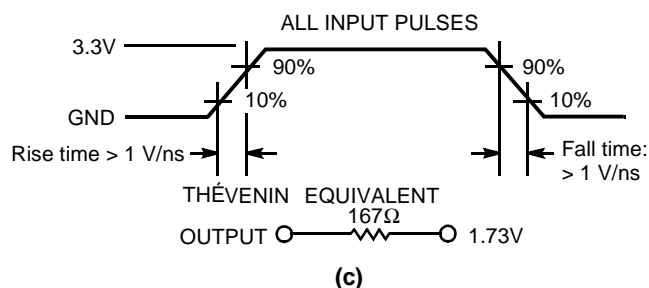 ALL INPUT PULSES
3.3V
90%
90%
10%
10%
GND
Rise time > 1 V/ns
Fall time:
> 1 V/ns
THÉVENIN EQUIVALENT
167Ω
OUTPUT
1.73V
(c)